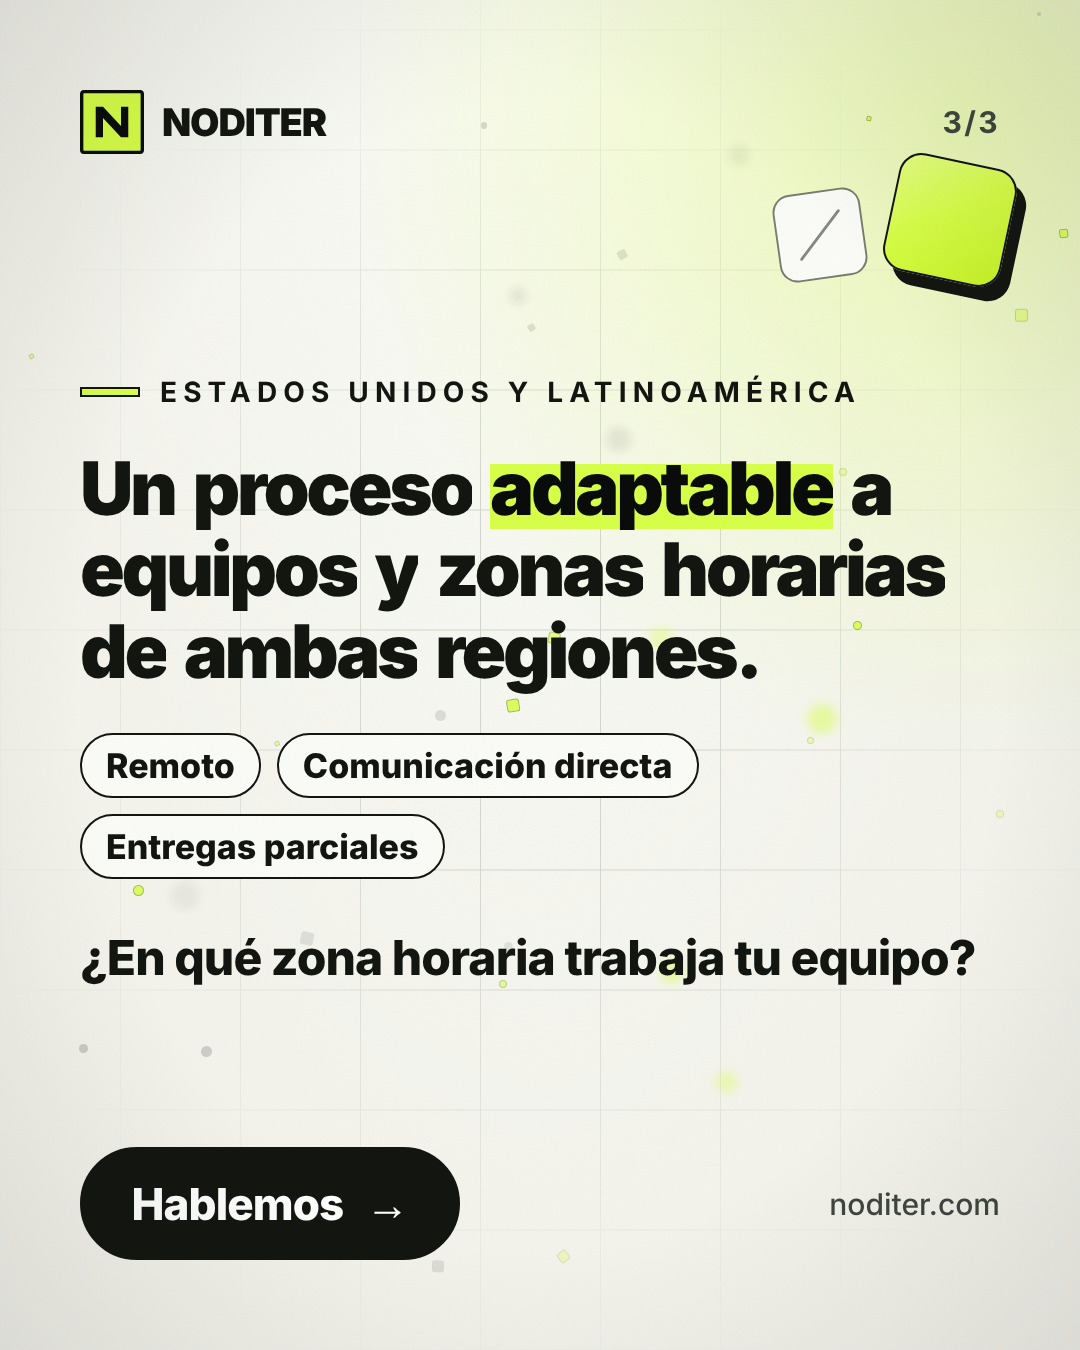 N NODITER
3/3
ESTADOS UNIDOS Y LATINOAMÉRICA
Un proceso adaptable a
equipos y zonas horarias
de ambas regiones.
Remoto
Comunicación directa
Entregas parciales
¿En qué zona horaria trabaja tu equipo?
Hablemos →
noditer.com